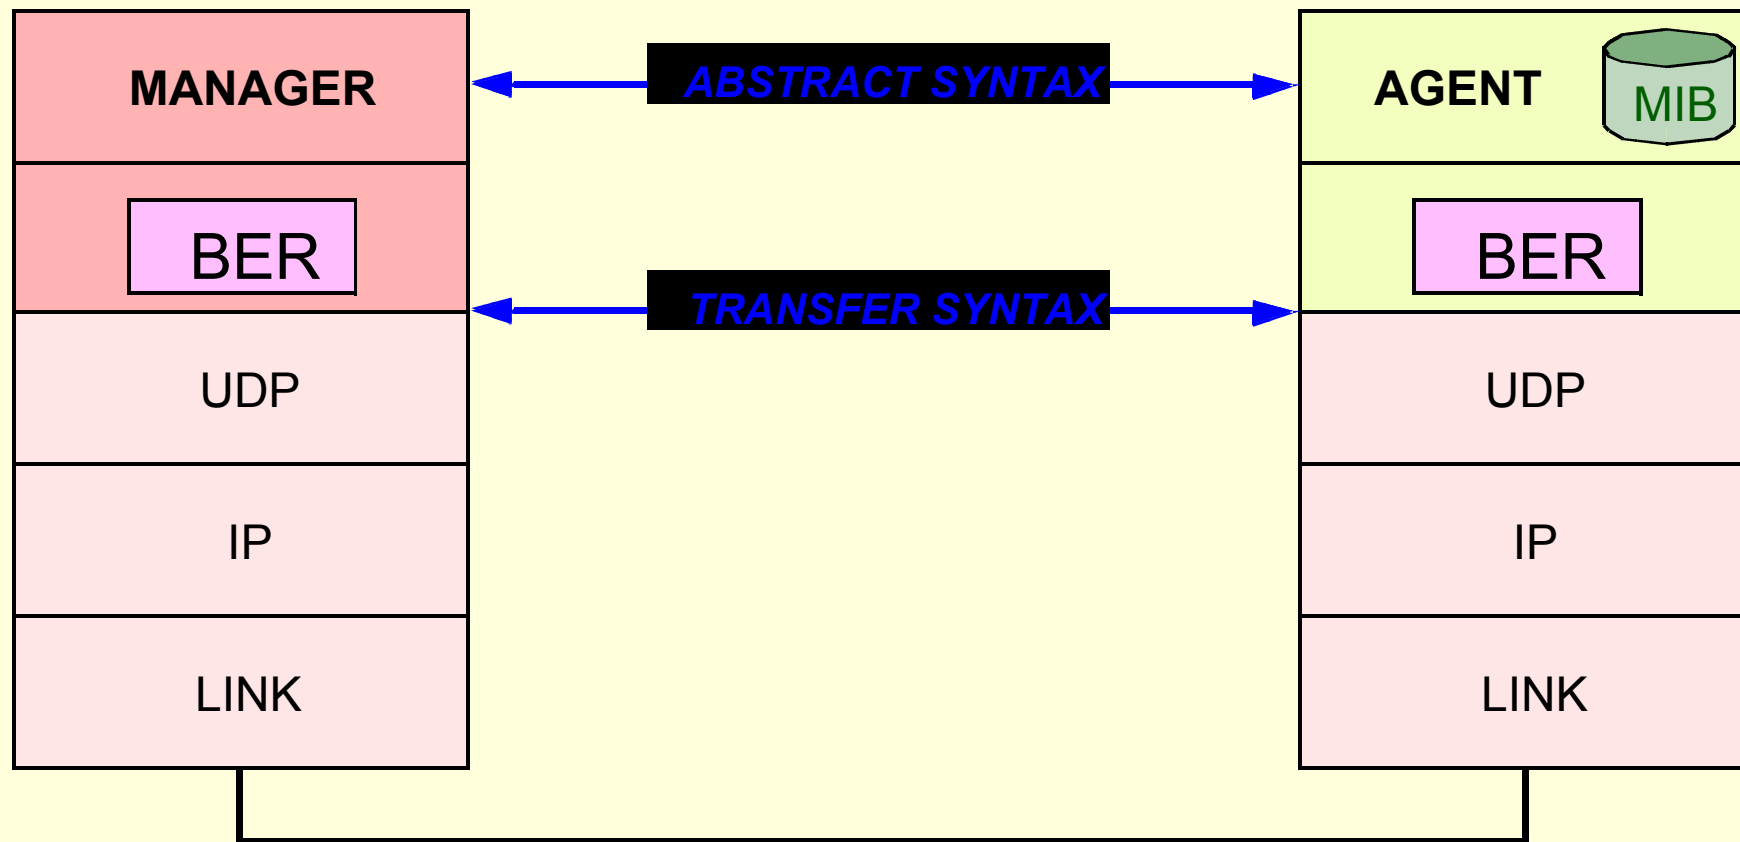 MANAGER
ABSTRACT SYNTAX
AGENT
MIB
BER
BER
TRANSFER SYNTAX
UDP
UDP
IP
IP
LINK
LINK